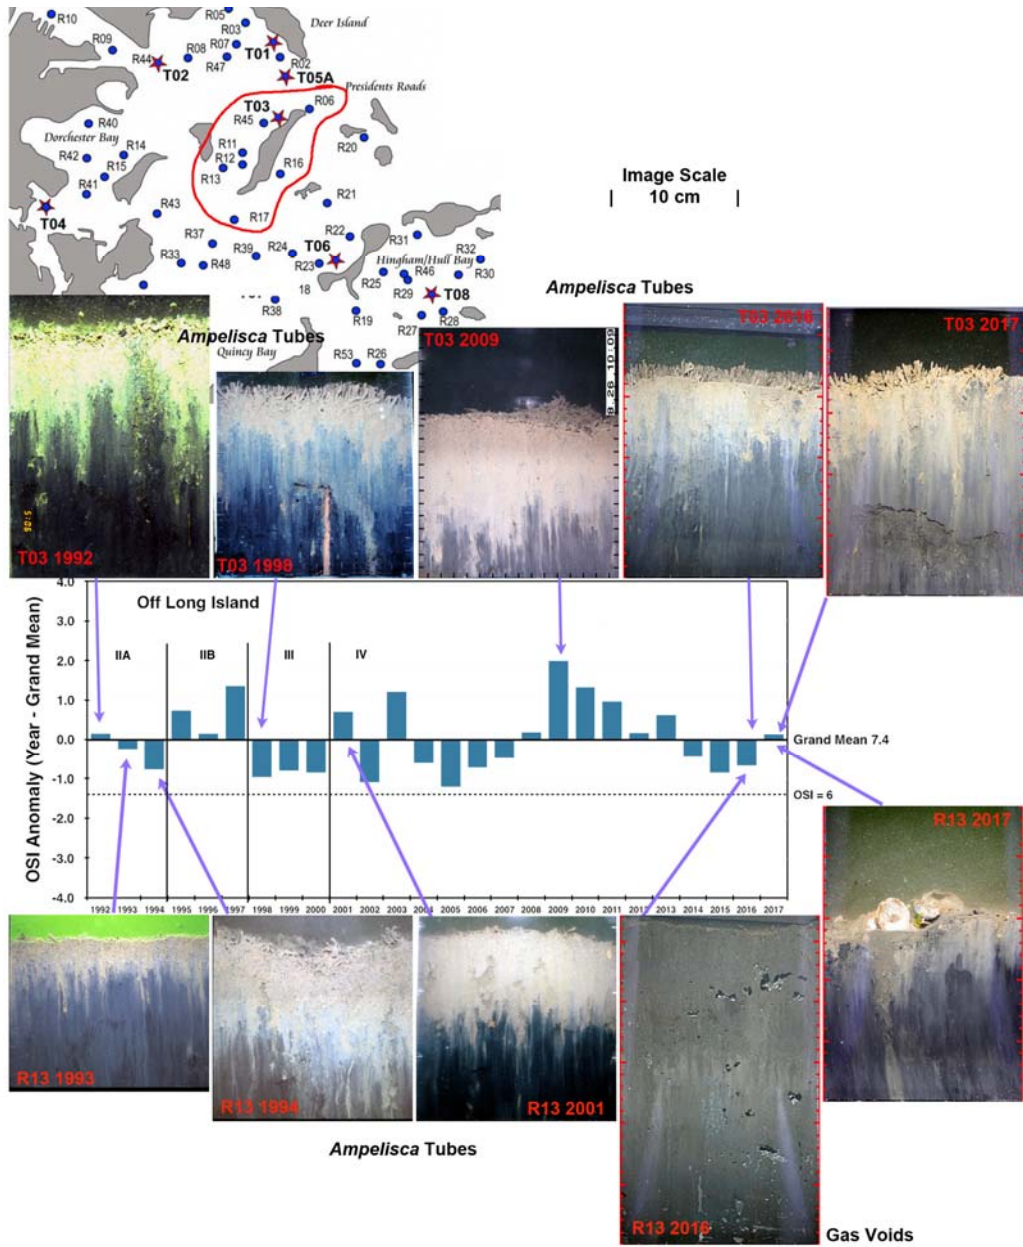 R10
R05
Deer Island
R03
R09
R07
R44
R08
T01
R47
R02
T02
T05A
Presidents Roads
T03
R06
R45
R40
Dorchester Bay
R20
R42
R14
R11
R12
R15
R13
R16
R41
T04
R43
R17
R21
R37
R22
R31
R24
T06
R39
R32
R33
R48
R23
Hingham/Hull Bay
R46
R30
R25
R29
T08
18
R38
R19
R27
R28
Quincy Bay
R53
R26
Image Scale
10 cm
Ampelisca Tubes
Ampelisca Tubes
T03 1992
T03 1998
T03 2009
8.26 10:09
T03 2016
T03 2017
Off Long Island
IIA
IIB
III
IV
OSI Anomaly (Year - Grand Mean)
4.0
3.0
2.0
1.0
0.0
-1.0
-2.0
-3.0
-4.0
Grand Mean 7.4
OSI = 6
1992 1993 1994 1995 1996 1997 1998 1999 2000 2001 2002 2003 2004 2005 2006 2007 2008 2009 2010 2011 2012 2013 2014 2015 2016 2017
R13 1993
R13 1994
R13 2001
R13 2016
R13 2017
Ampelisca Tubes
Gas Voids